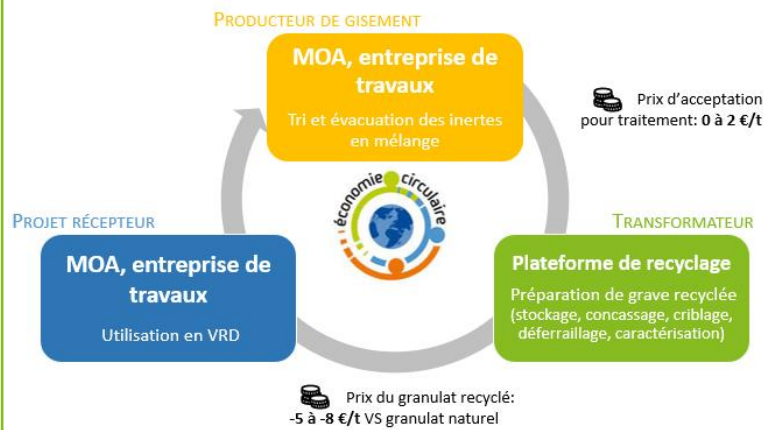 PRODUCTEUR DE GISEMENT
MOA, entreprise de
travaux
Tri et évacuation des inertes
en mélange
Prix d’acceptation
pour traitement: 0 à 2 €/t
économie circulaire
PROJET RÉCEPTEUR
MOA, entreprise de
travaux
Utilisation en VRD
TRANSFORMATEUR
Plateforme de recyclage
Préparation de grave recyclée
(stockage, concassage, criblage,
déferraillage, caractérisation)
Prix du granulat recyclé:
-5 à -8 €/t VS granulat naturel